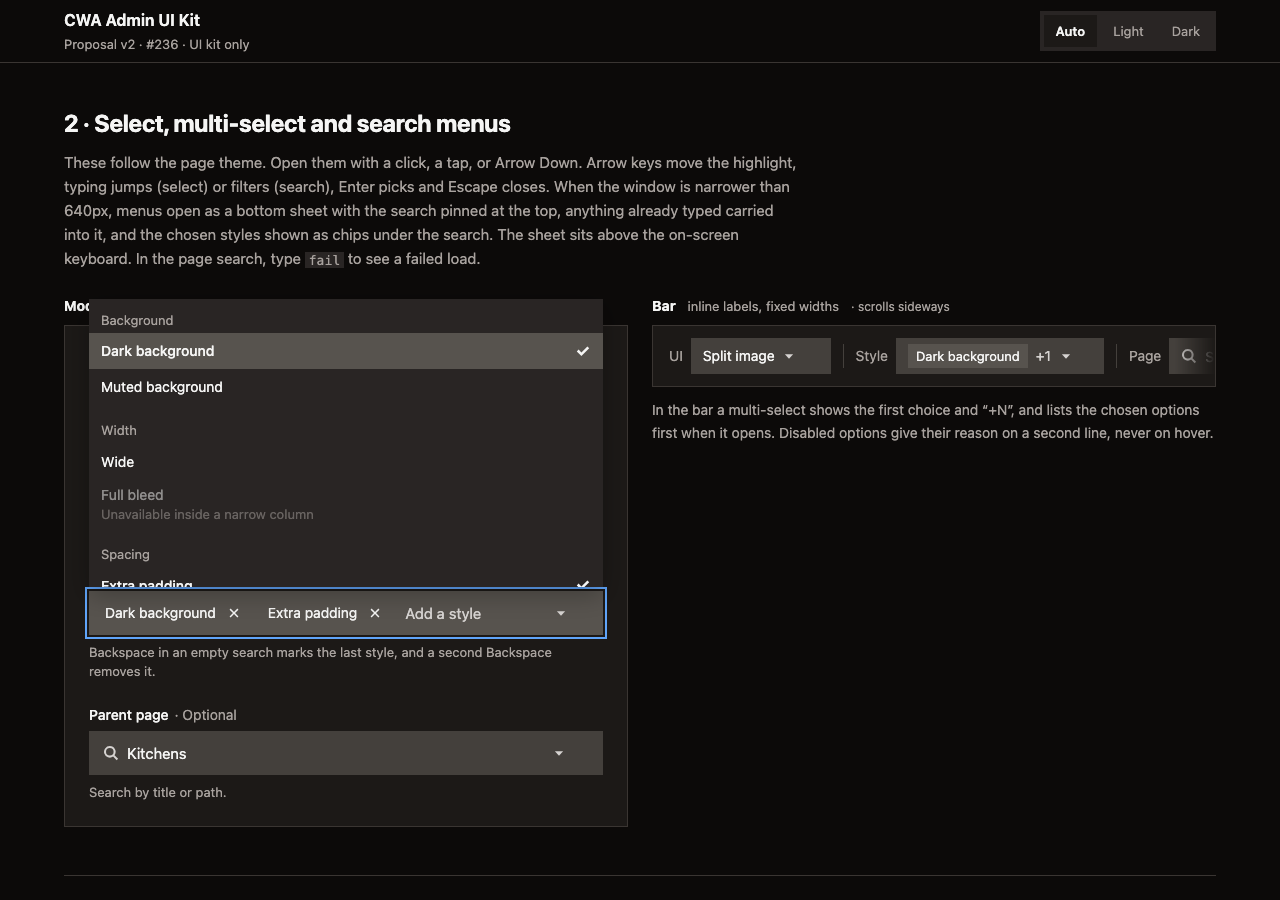 CWA Admin UI Kit
Proposal v2 · #236 · UI kit only
Auto
Light
Dark
2 · Select, multi-select and search menus
These follow the page theme. Open them with a click, a tap, or Arrow Down. Arrow keys move the highlight,
typing jumps (select) or filters (search), Enter picks and Escape closes. When the window is narrower than
640px, menus open as a bottom sheet with the search pinned at the top, anything already typed carried
into it, and the chosen styles shown as chips under the search. The sheet sits above the on-screen
keyboard. In the page search, type fail to see a failed load.
Background
Dark background
Muted background
Width
Wide
Full bleed
Unavailable inside a narrow column
Spacing
Extra padding
Dark background
Extra padding
Add a style
Backspace in an empty search marks the last style, and a second Backspace
removes it.
Parent page · Optional
Kitchens
Search by title or path.
Bar inline labels, fixed widths · scrolls sideways
UI Split image Style Dark background +1 Page
In the bar a multi-select shows the first choice and “+N”, and lists the chosen options
first when it opens. Disabled options give their reason on a second line, never on hover.